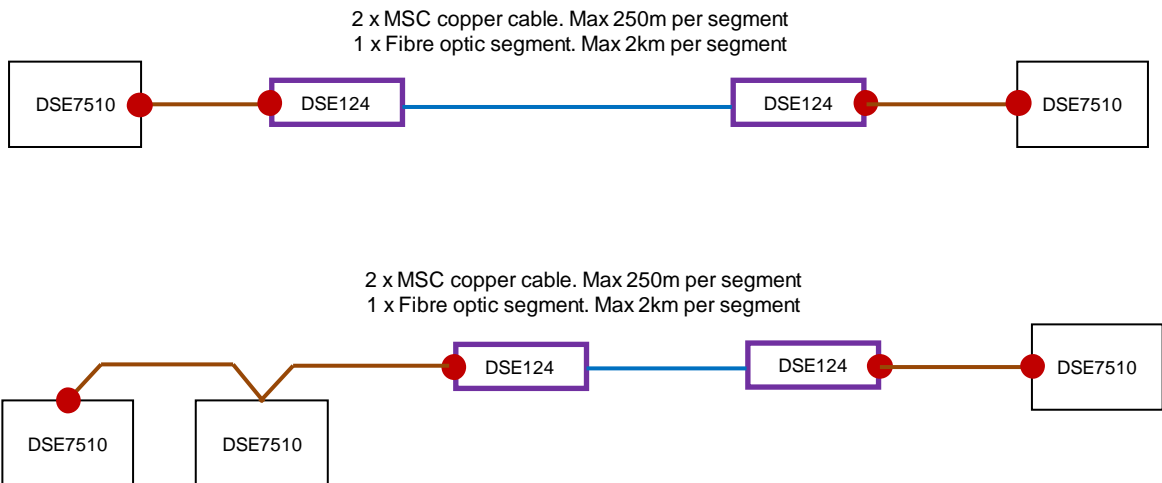 2 x MSC copper cable. Max 250m per segment
1 x Fibre optic segment. Max 2km per segment
DSE7510
DSE124
DSE124
DSE7510
2 x MSC copper cable. Max 250m per segment
1 x Fibre optic segment. Max 2km per segment
DSE124
DSE124
DSE7510
DSE7510
DSE7510